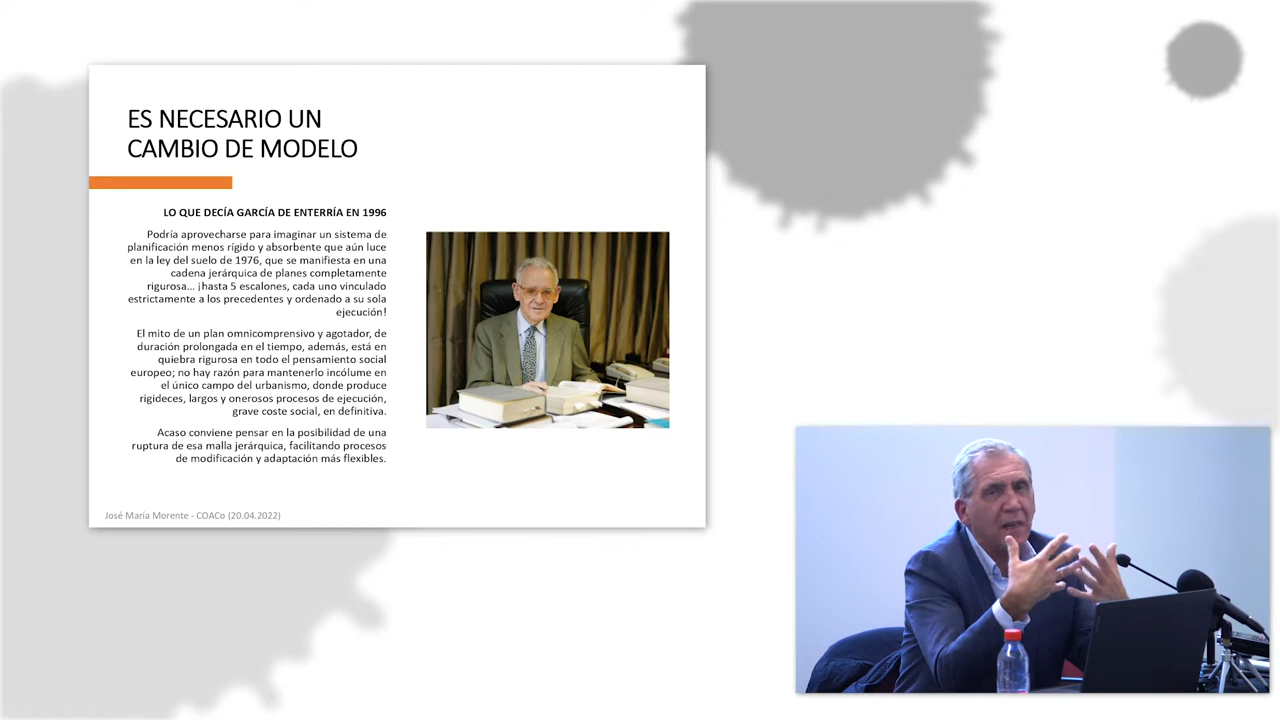 ES NECESARIO UN
CAMBIO DE MODELO
LO QUE DECÍA GARCÍA DE ENTERRÍA EN 1996
Podría aprovecharse para imaginar un sistema de
planificación menos rígido y absorbente que aún luce
en la ley del suelo de 1976, que se manifiesta en una
cadena jerárquica de planes completamente
rigurosa... ¡hasta 5 escalones, cada uno vinculado
estrictamente a los precedentes y ordenado a su sola
ejecución!
El mito de un plan omnicomprensivo y agotador, de
duración prolongada en el tiempo, además, está en
quiebra rigurosa en todo el pensamiento social
europeo; no hay razón para mantenerlo incólume en
el único campo del urbanismo, donde produce
rigideces, largos y onerosos procesos de ejecución,
grave coste social, en definitiva.
Acaso conviene pensar en la posibilidad de una
ruptura de esa malla jerárquica, facilitando procesos
de modificación y adaptación más flexibles.
José María Morente - COACo (20.04.2022)